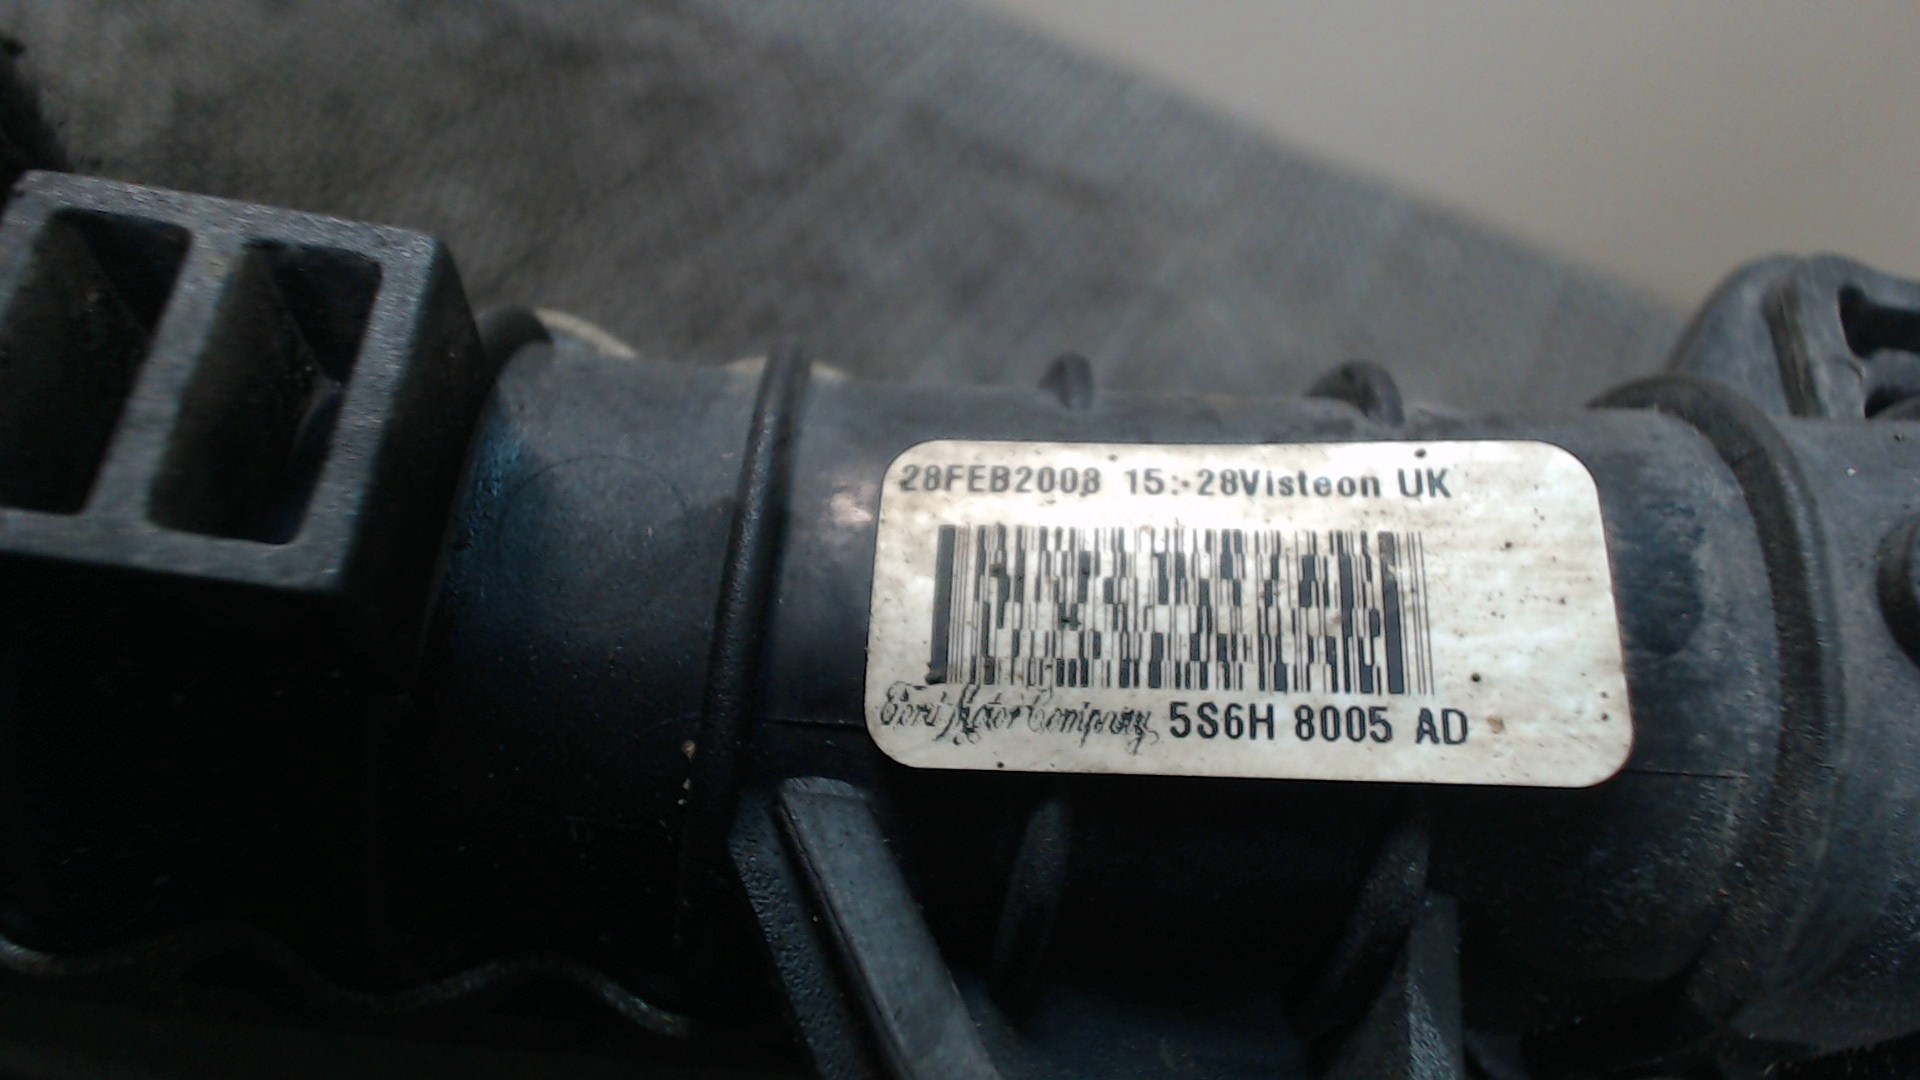 28FEB2008 15:28Visteon UK
Ford Motor Company 5S6H 8005 AD